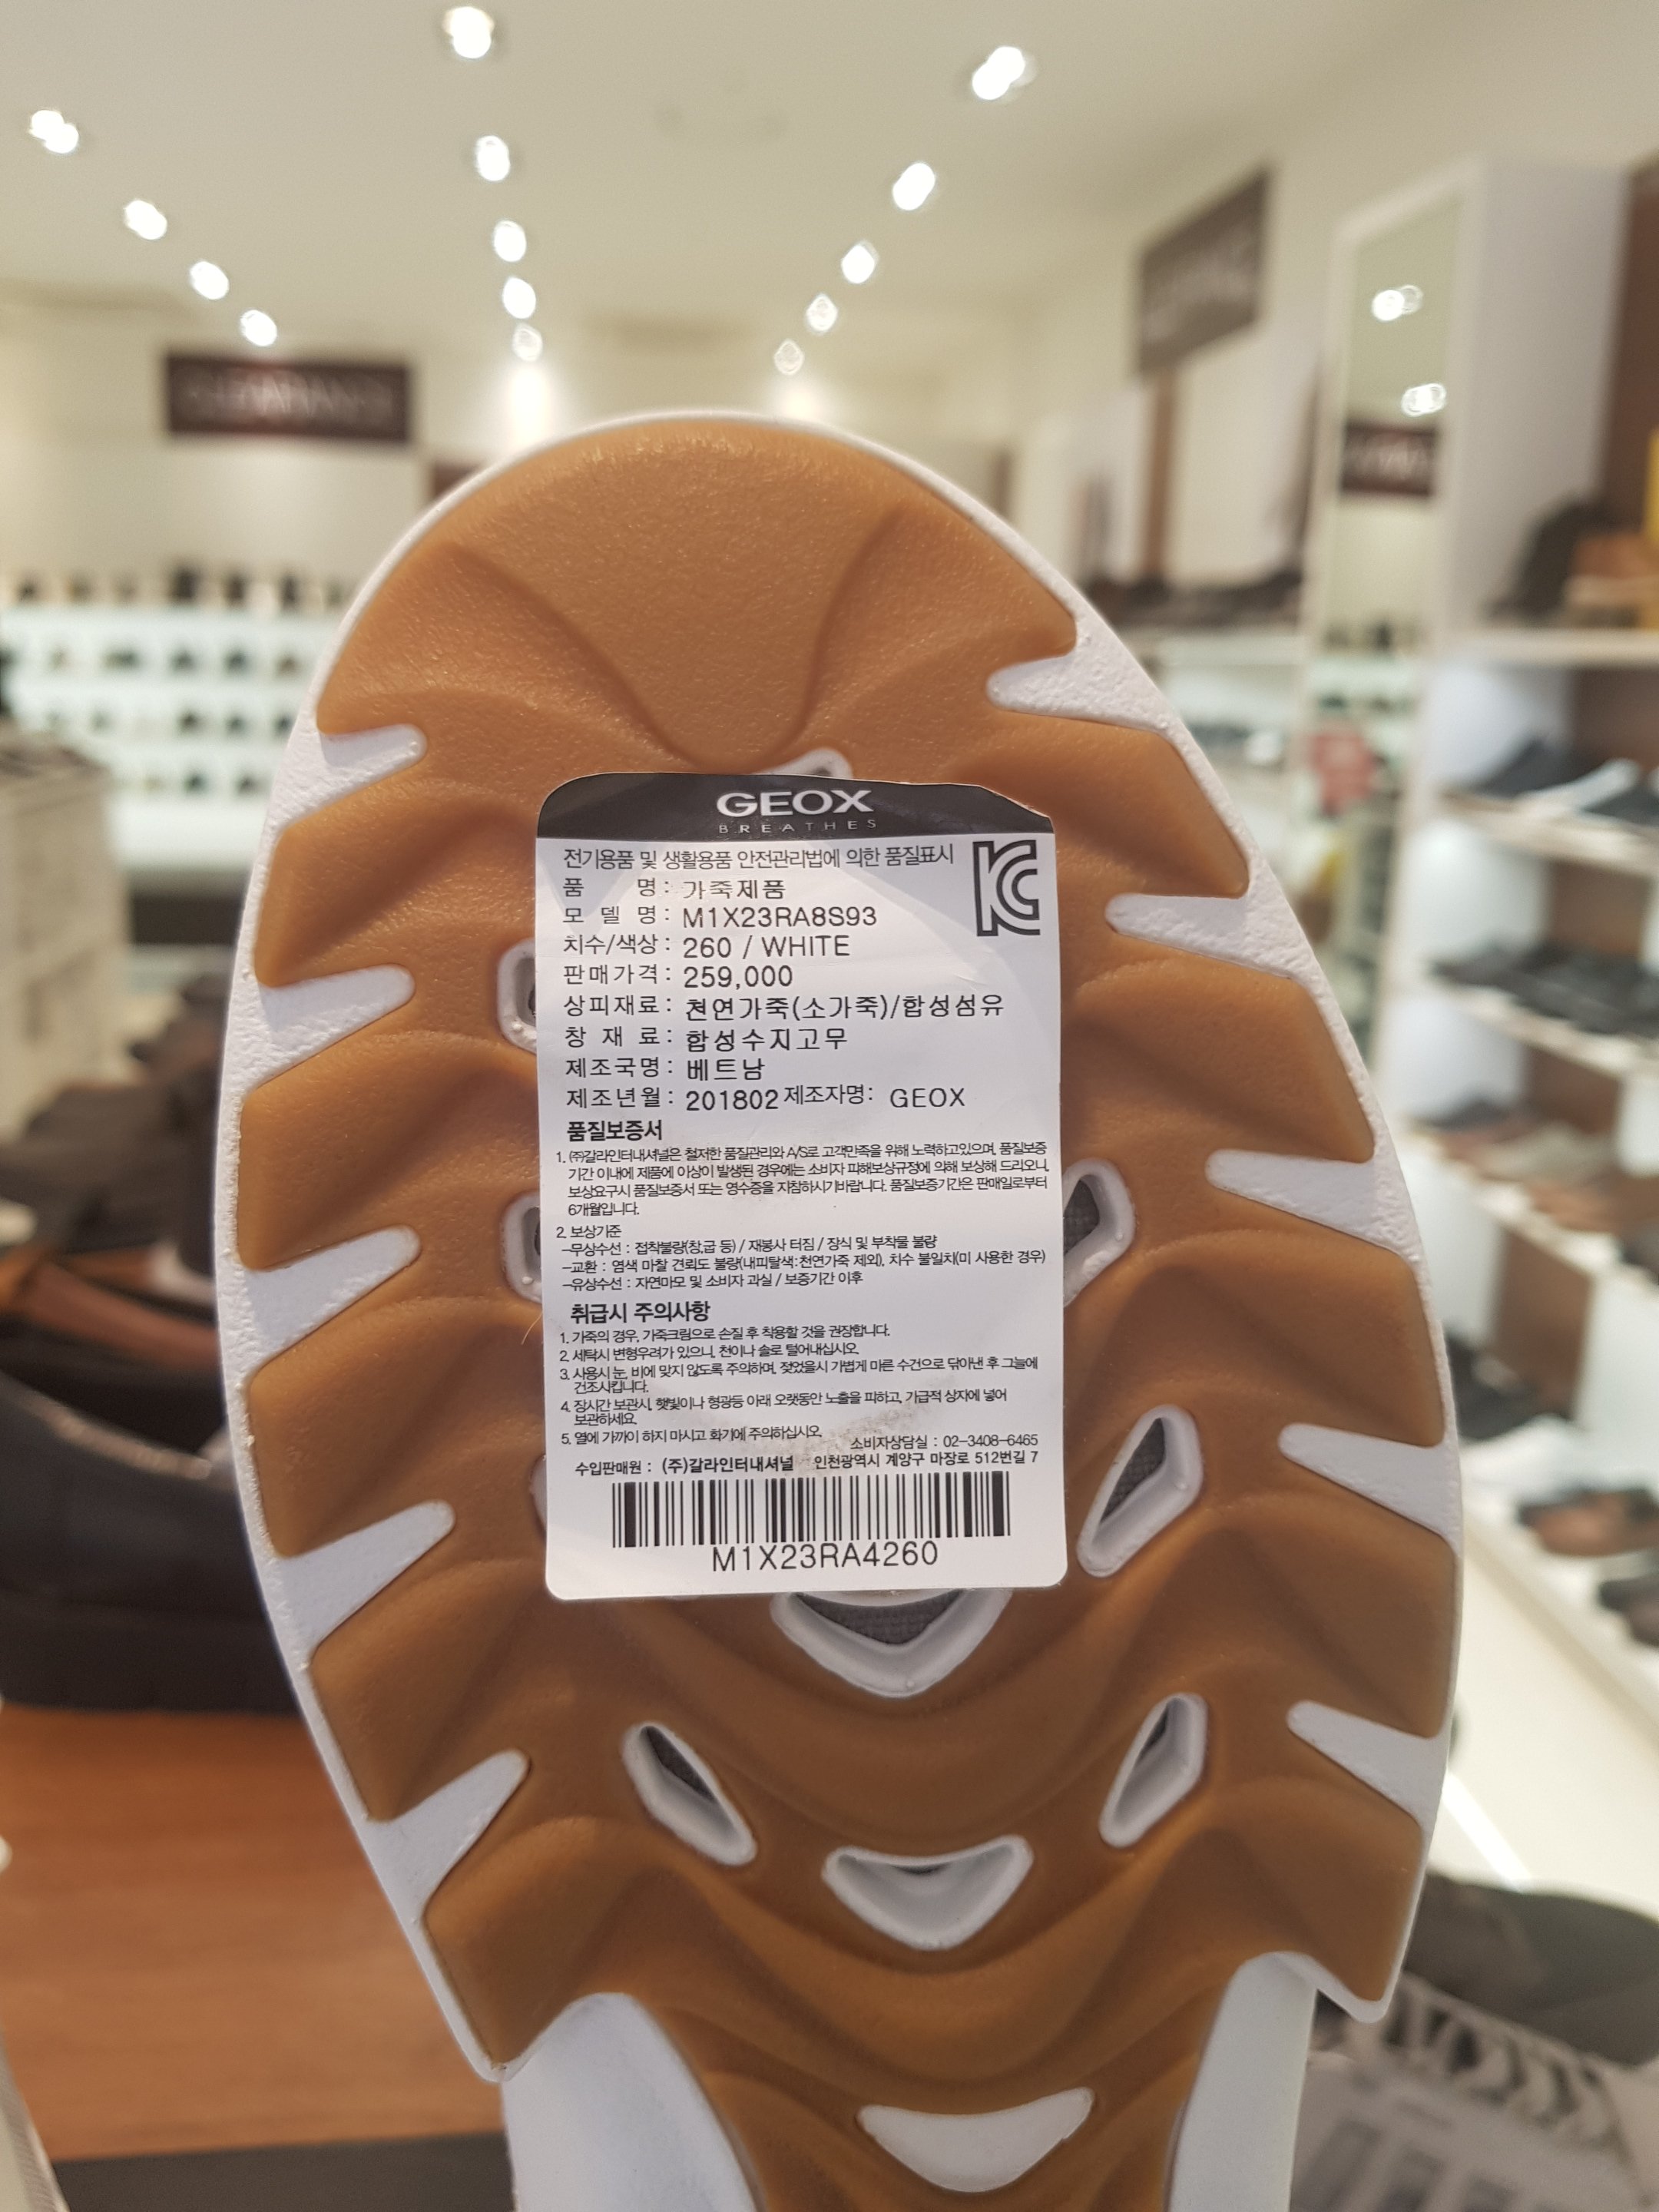 GEOX
BREATHES
전기용품 및 생활용품 안전관리법에 의한 품질표시
품 명: 가죽제품
모 델 명: M1X23RA8S93
치수/색상: 260 / WHITE
판매가격: 259,000
상피재료: 천연가죽(소가죽)/합성섬유
창 재 료: 합성수지고무
제조국명: 베트남
제조년월: 201802 제조자명: GEOX
품질보증서
1. ㈜갈라인터내셔널은 철저한 품질관리와 A/S로 고객만족을 위해 노력하고있으며, 품질보증
기간 이내에 제품에 이상이 발생된 경우에는 소비자 피해보상규정에 의해 보상해 드리오니,
보상요구시 품질보증서 또는 영수증을 지참하시기바랍니다. 품질보증기간은 판매일로부터
6개월입니다.
2. 보상기준
-무상수선 : 접착불량(창,굽 등) / 재봉사 터짐 / 장식 및 부착물 불량
-교환 : 염색 마찰 견뢰도 불량(내피탈색:천연가죽 제외), 치수 불일치(미 사용한 경우)
-유상수선 : 자연마모 및 소비자 과실 / 보증기간 이후
취급시 주의사항
1. 가죽의 경우, 가죽크림으로 손질 후 착용할 것을 권장합니다.
2. 세탁시 변형우려가 있으니, 천이나 솔로 털어내십시오.
3. 사용시 눈, 비에 맞지 않도록 주의하며, 젖었을시 가볍게 마른 수건으로 닦아낸 후 그늘에
건조시킵니다.
4. 장시간 보관시, 햇빛이나 형광등 아래 오랫동안 노출을 피하고, 가급적 상자에 넣어
보관하세요.
5. 열에 가까이 하지 마시고 화기에 주의하십시오.
소비자상담실 : 02-3408-6465
수입판매원 : (주)갈라인터내셔널 인천광역시 계양구 마장로 512번길 7
M1X23RA4260